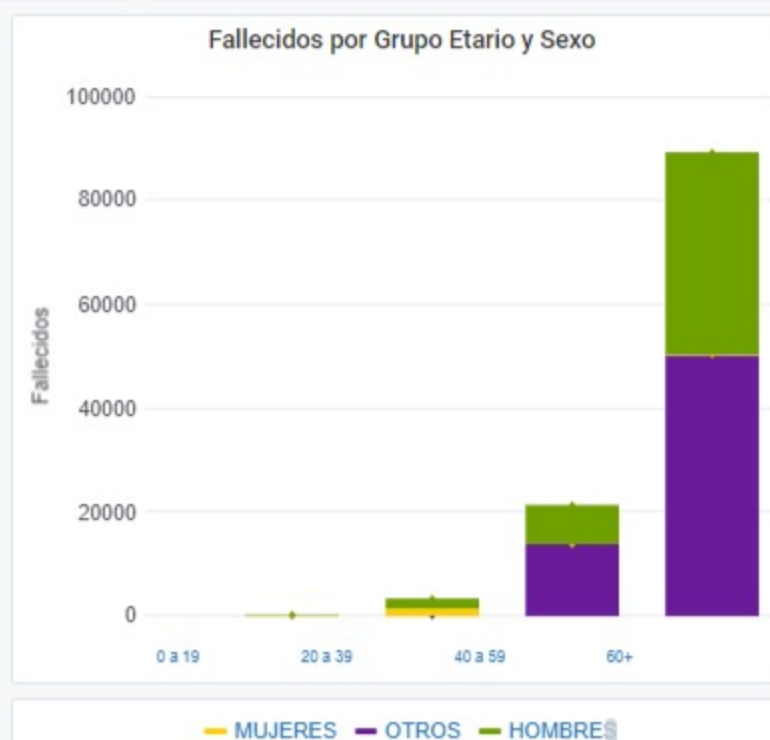 Fallecidos por Grupo Etario y Sexo
100000
80000
60000
40000
20000
0
Fallecidos
0 a 19 20 a 39 40 a 59 60+
MUJERES OTROS HOMBRES